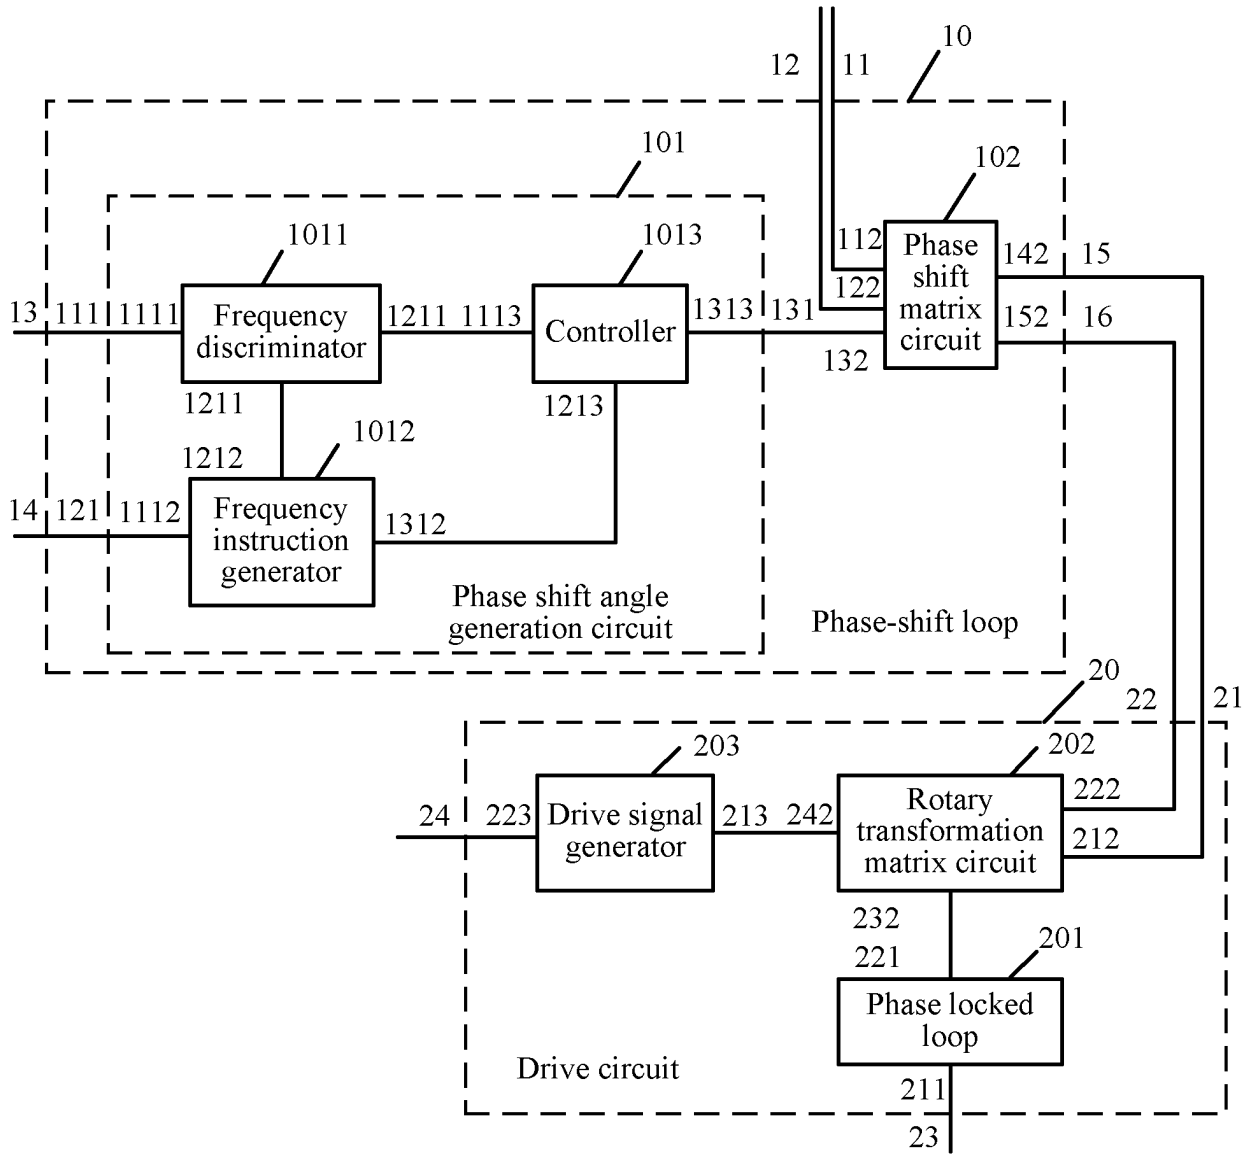 10
12 11
101
102
1011
1013
112
Phase
shift
matrix
circuit
142 15
122
13 111 1111
Frequency
discriminator
1211 1113
Controller
1313 131
152 16
132
1211
1213
1012
1212
14 121 1112
Frequency
instruction
generator
1312
Phase shift angle
generation circuit
Phase-shift loop
20
22 21
203
202
24 223
Drive signal
generator
213 242
Rotary
transformation
matrix circuit
222
212
232
221
201
Phase locked
loop
Drive circuit
211
23